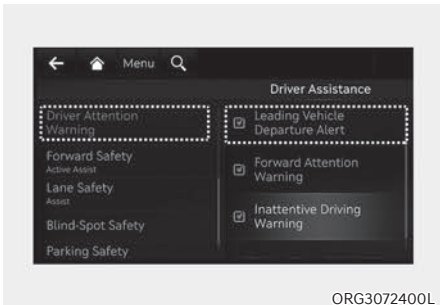 Menu
Driver Assistance
Driver Attention
Warning
Forward Safety
Active Assist
Lane Safety
Assist
Blind-Spot Safety
Parking Safety
Leading Vehicle
Departure Alert
Forward Attention
Warning
Inattentive Driving
Warning
ORG3072400L